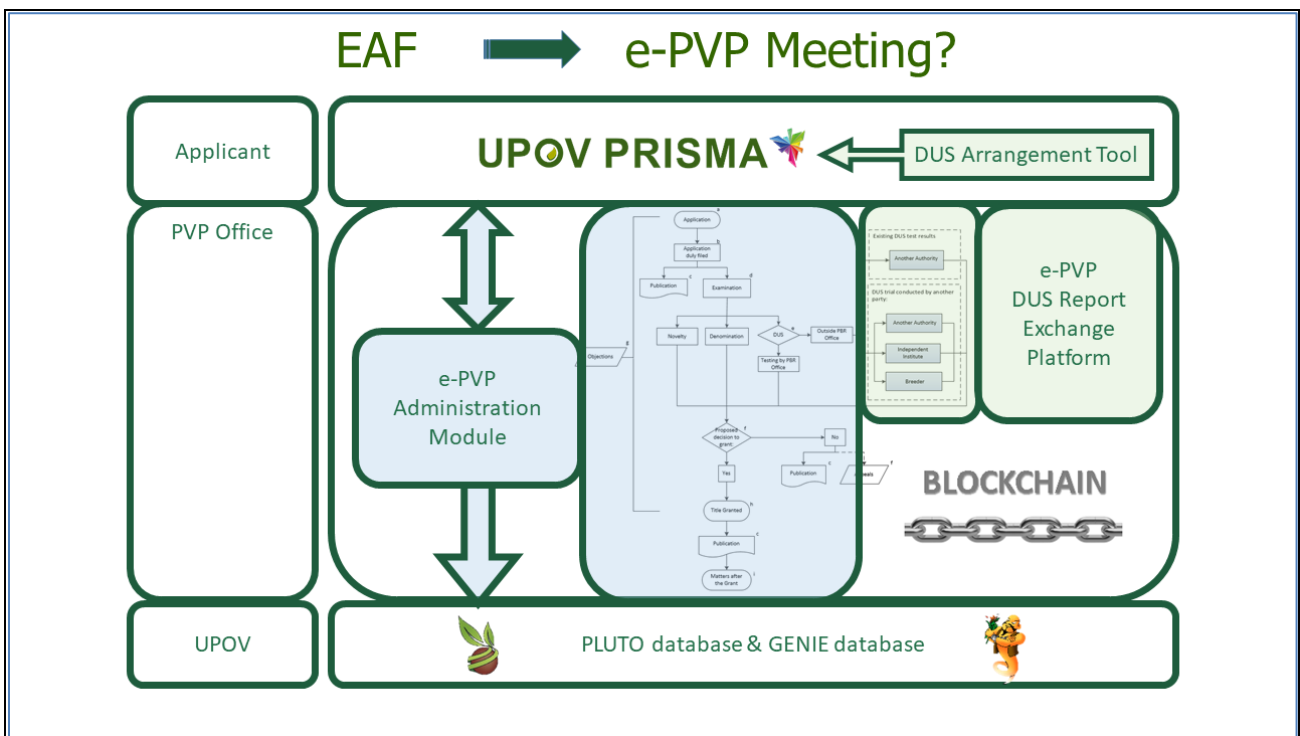 EAF
e-PVP Meeting?
Applicant
UPOV PRISMA
DUS Arrangement Tool
PVP Office
e-PVP
Administration
Module
a
Application
b
Application
duly filed
c
Publication
d
Examination
Novelty
Denomination
e
DUS
Outside PBR
Office
Testing by PBR
Office
g
Objections
f
Proposed
decision to
grant
No
Yes
c
Publication
f
h
Title Granted
c
Publication
i
Matters after
the Grant
Existing DUS test results
Another Authority
DUS trial conducted by another
party:
Another Authority
Independent
Institute
Breeder
e-PVP
DUS Report
Exchange
Platform
BLOCKCHAIN
UPOV
PLUTO database & GENIE database